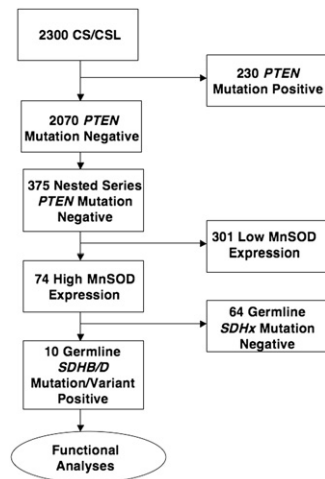 2300 CS/CSL
230 PTEN
Mutation Positive
2070 PTEN
Mutation Negative
375 Nested Series
PTEN Mutation
Negative
301 Low MnSOD
Expression
74 High MnSOD
Expression
64 Germline
SDHx Mutation
Negative
10 Germline
SDHB/D
Mutation/Variant
Positive
Functional
Analyses